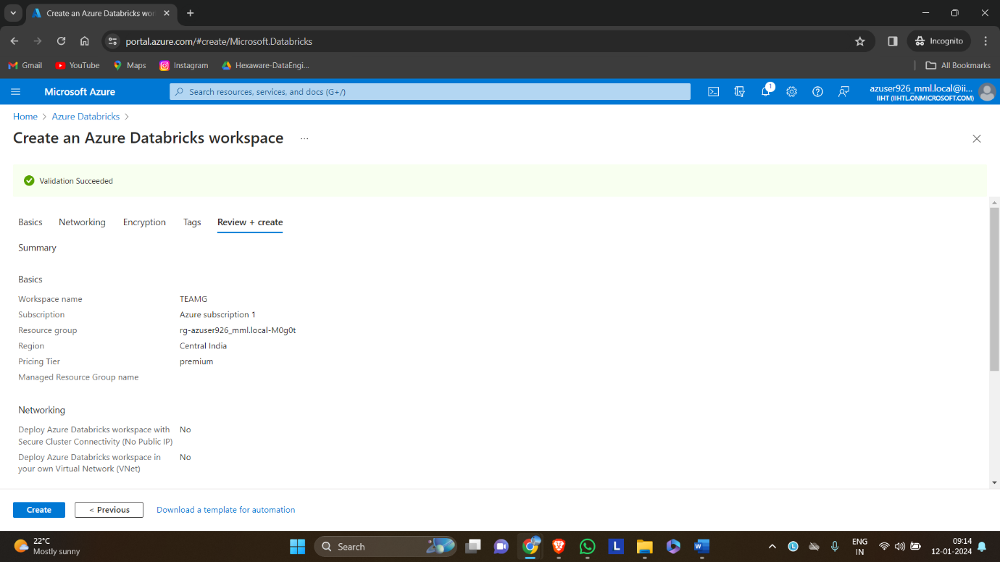 Create an Azure Databricks wor
portal.azure.com/#create/Microsoft.Databricks
Incognito
Gmail
YouTube
Maps
Instagram
Hexaware-DataEngi...
All Bookmarks
Microsoft Azure
Search resources, services, and docs (G+/)
1
azuser926_mml.local@ii...
IIHT (IIHTL.ONMICROSOFT.COM)
Home > Azure Databricks >
Create an Azure Databricks workspace ...
Validation Succeeded
Basics Networking Encryption Tags Review + create
Summary
Basics
Workspace name TEAMG
Subscription Azure subscription 1
Resource group rg-azuser926_mml.local-M0g0t
Region Central India
Pricing Tier premium
Managed Resource Group name
Networking
Deploy Azure Databricks workspace with No
Secure Cluster Connectivity (No Public IP)
Deploy Azure Databricks workspace in No
your own Virtual Network (VNet)
Create < Previous Download a template for automation
22°C
Mostly sunny
Search
L
W
L
ENG
IN
09:14
12-01-2024